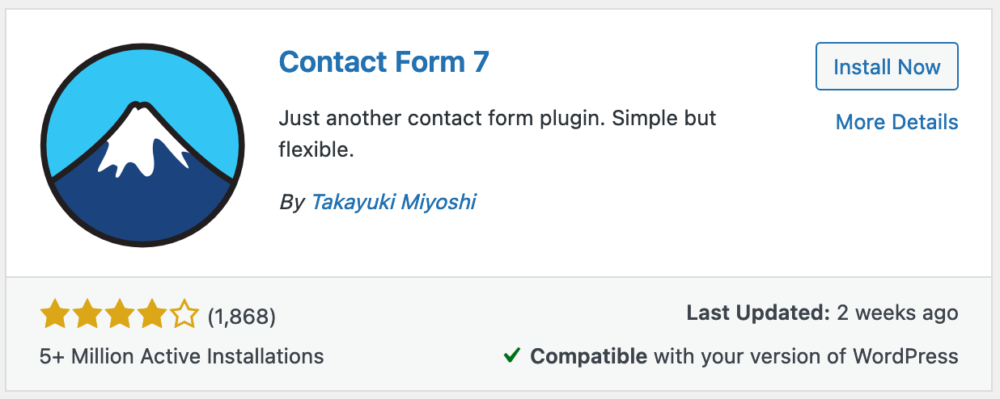 Contact Form 7
Install Now
Just another contact form plugin. Simple but
flexible.
More Details
By Takayuki Miyoshi
(1,868)
Last Updated: 2 weeks ago
5+ Million Active Installations
Compatible with your version of WordPress